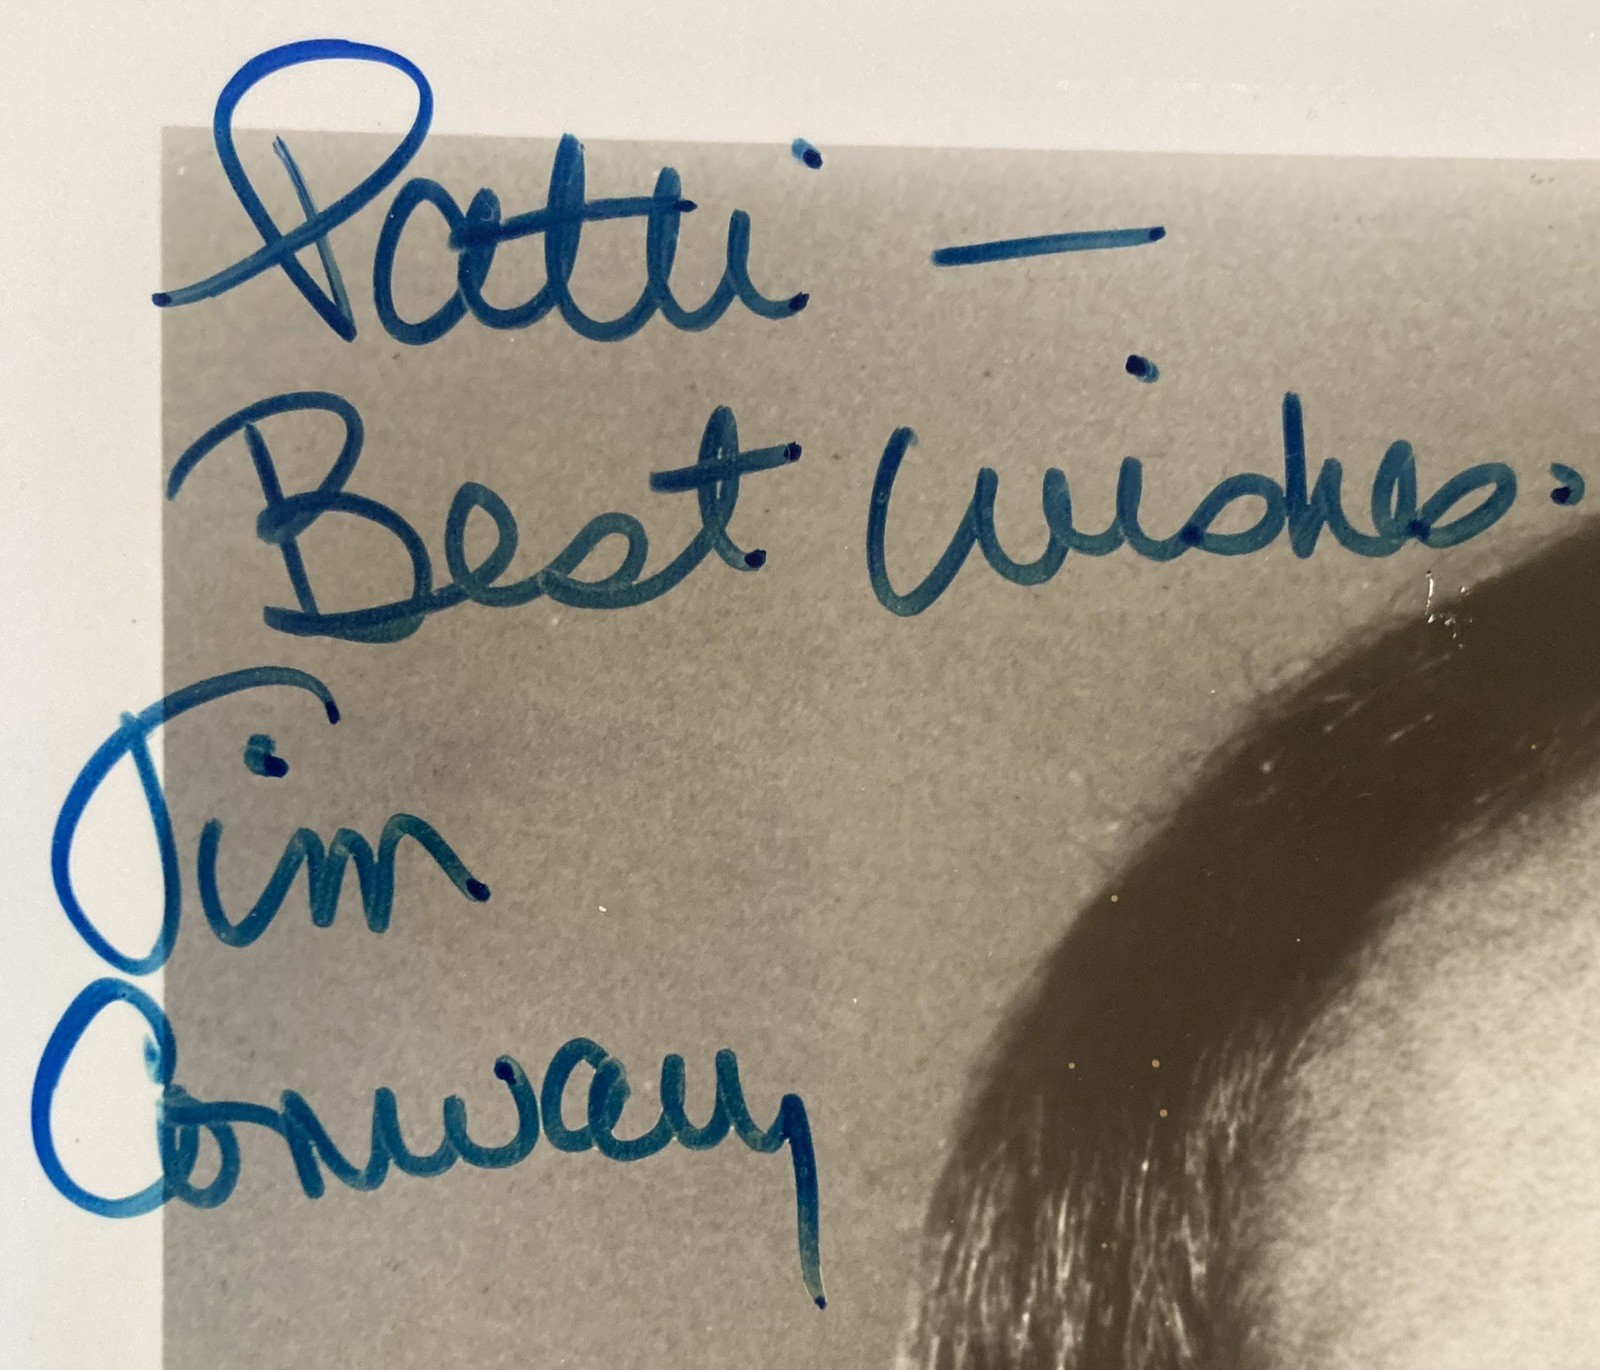 Patti —
Best Wishes.
Tim
Conway